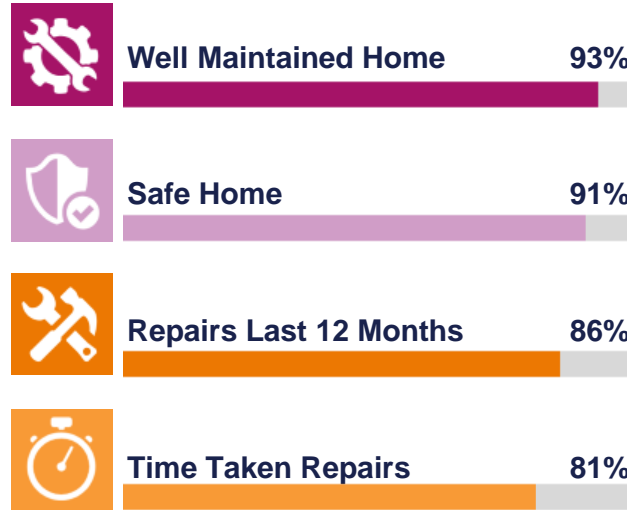 Well Maintained Home 93%
Safe Home 91%
Repairs Last 12 Months 86%
Time Taken Repairs 81%